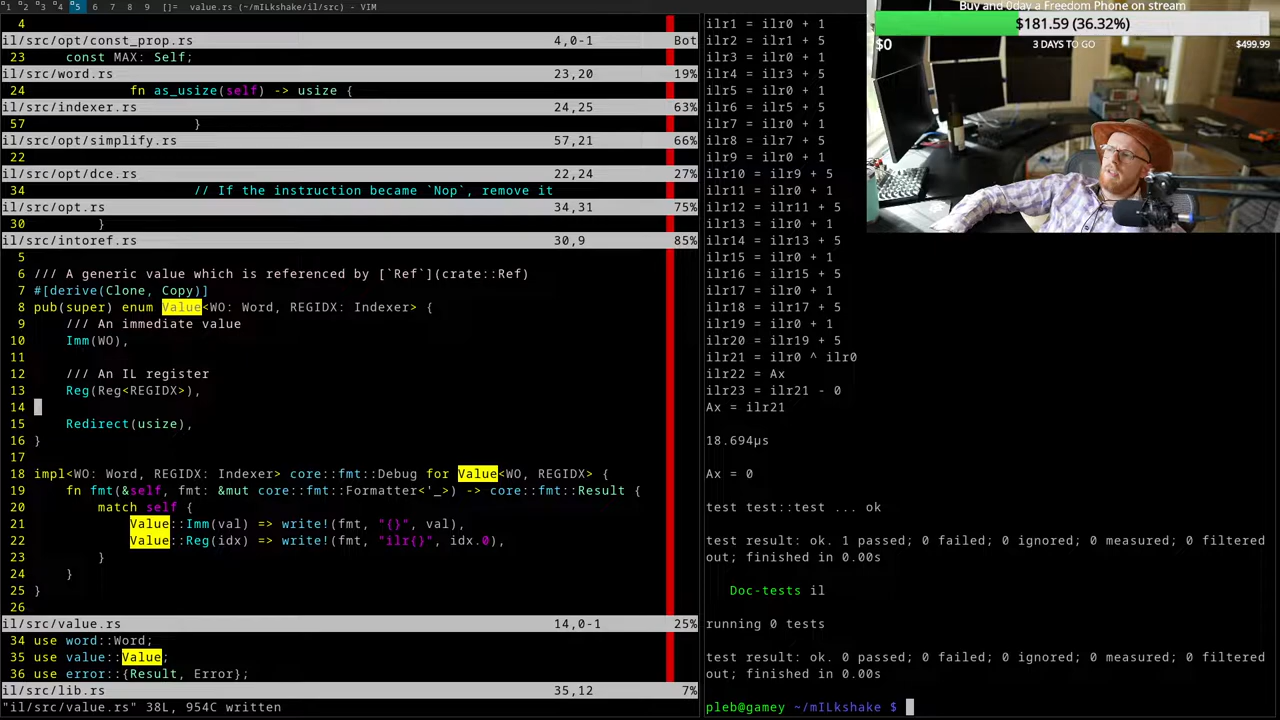 1 2 3 4 5 6 7 8 9 []= value.rs (~/mILkshake/il/src) - VIM
4
il/src/opt/const_prop.rs 4,0-1 Bot
23 const MAX: Self;
il/src/word.rs 23,20 19%
24 fn as_usize(self) -> usize {
il/src/indexer.rs 24,25 63%
57 }
il/src/opt/simplify.rs 57,21 66%
22
il/src/opt/dce.rs 22,24 27%
34 // If the instruction became `Nop`, remove it
il/src/opt.rs 34,31 75%
30 }
il/src/intoref.rs 30,9 85%
5
6 /// A generic value which is referenced by [`Ref`](crate::Ref)
7 #[derive(Clone, Copy)]
8 pub(super) enum Value<WO: Word, REGIDX: Indexer> {
9 /// An immediate value
10 Imm(WO),
11
12 /// An IL register
13 Reg(Reg<REGIDX>),
14
15 Redirect(usize),
16 }
17
18 impl<WO: Word, REGIDX: Indexer> core::fmt::Debug for Value<WO, REGIDX> {
19 fn fmt(&self, fmt: &mut core::fmt::Formatter<'_>) -> core::fmt::Result {
20 match self {
21 Value::Imm(val) => write!(fmt, "{}", val),
22 Value::Reg(idx) => write!(fmt, "ilr{}", idx.0),
23 }
24 }
25 }
26
il/src/value.rs 14,0-1 25%
34 use word::Word;
35 use value::Value;
36 use error::{Result, Error};
il/src/lib.rs 35,12 7%
"il/src/value.rs" 38L, 954C written
ilr1 = ilr0 + 1
ilr2 = ilr1 + 5
ilr3 = ilr0 + 1
ilr4 = ilr3 + 5
ilr5 = ilr0 + 1
ilr6 = ilr5 + 5
ilr7 = ilr0 + 1
ilr8 = ilr7 + 5
ilr9 = ilr0 + 1
ilr10 = ilr9 + 5
ilr11 = ilr0 + 1
ilr12 = ilr11 + 5
ilr13 = ilr0 + 1
ilr14 = ilr13 + 5
ilr15 = ilr0 + 1
ilr16 = ilr15 + 5
ilr17 = ilr0 + 1
ilr18 = ilr17 + 5
ilr19 = ilr0 + 1
ilr20 = ilr19 + 5
ilr21 = ilr0 ^ ilr0
ilr22 = Ax
ilr23 = ilr21 - 0
Ax = ilr21
18.694µs
Ax = 0
test test::test ... ok
test result: ok. 1 passed; 0 failed; 0 ignored; 0 measured; 0 filtered
out; finished in 0.00s
Doc-tests il
running 0 tests
test result: ok. 0 passed; 0 failed; 0 ignored; 0 measured; 0 filtered
out; finished in 0.00s
pleb@gamey ~/mILkshake $
Buy and 0day a Freedom Phone on stream
$181.59 (36.32%)
$0 3 DAYS TO GO $499.99